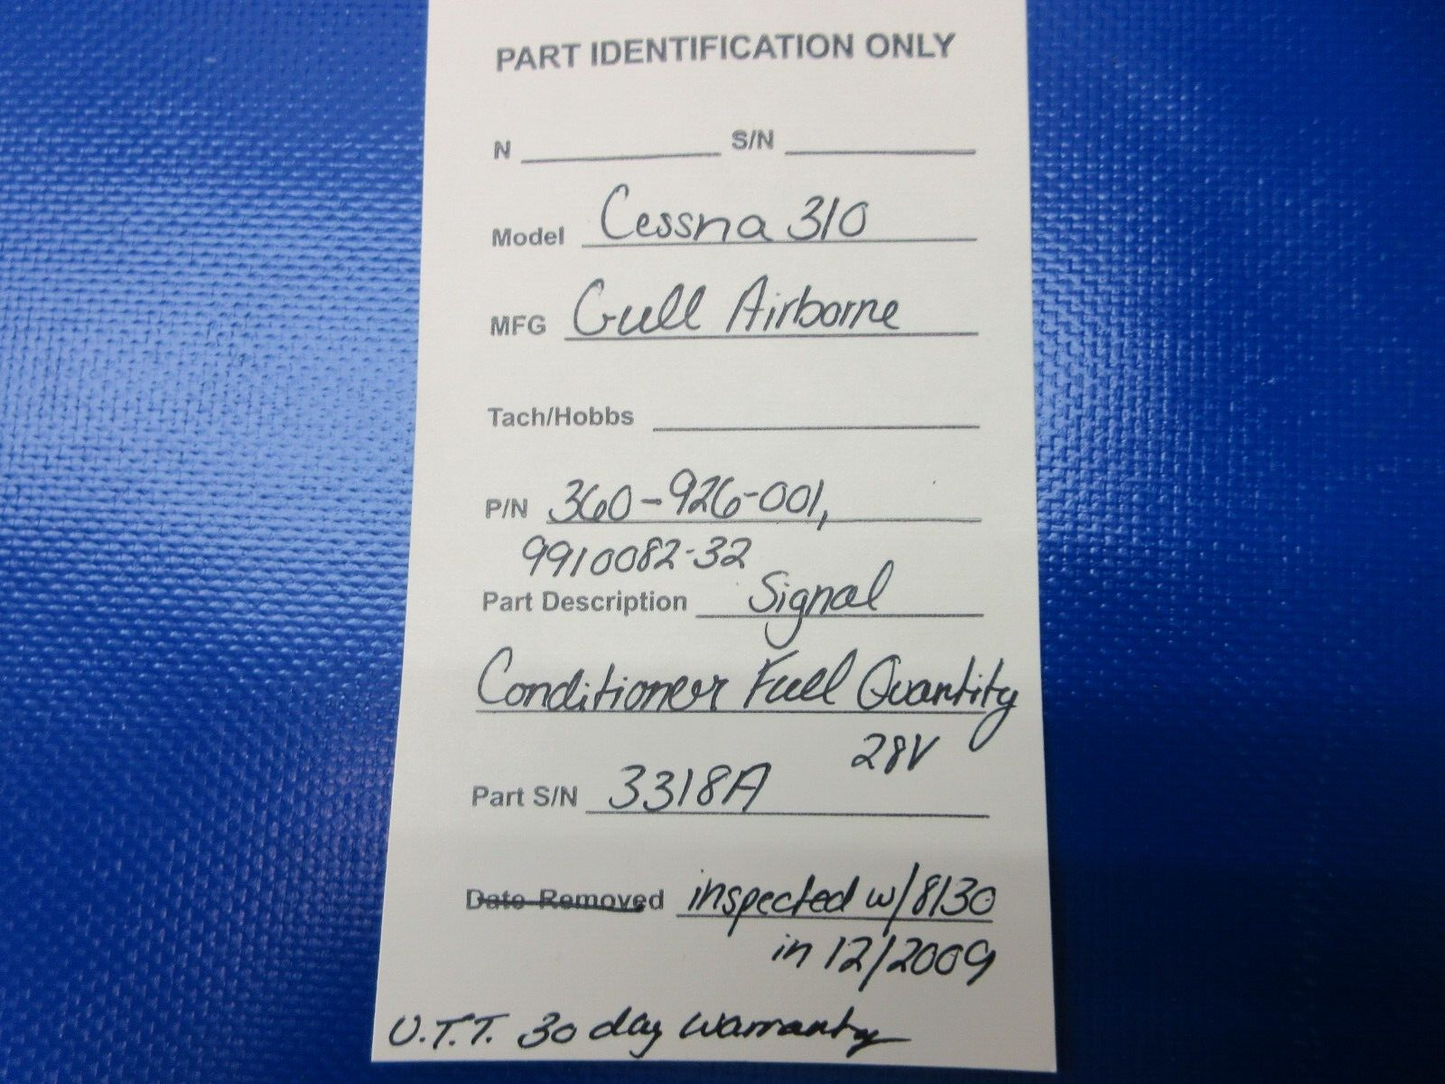 PART IDENTIFICATION ONLY
N S/N
Model Cessna 310
MFG Gull Airborne
Tach/Hobbs
P/N 360-926-001,
9910082-32
Part Description Signal
Conditioner Fuel Quantity
28V
Part S/N 3318A
Date Removed inspected w/8130
in 12/2009
U.T.T. 30 day warranty